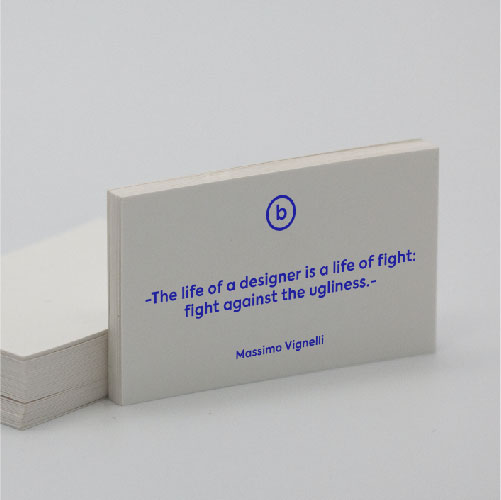 b
-The life of a designer is a life of fight:
fight against the ugliness.-
Massimo Vignelli